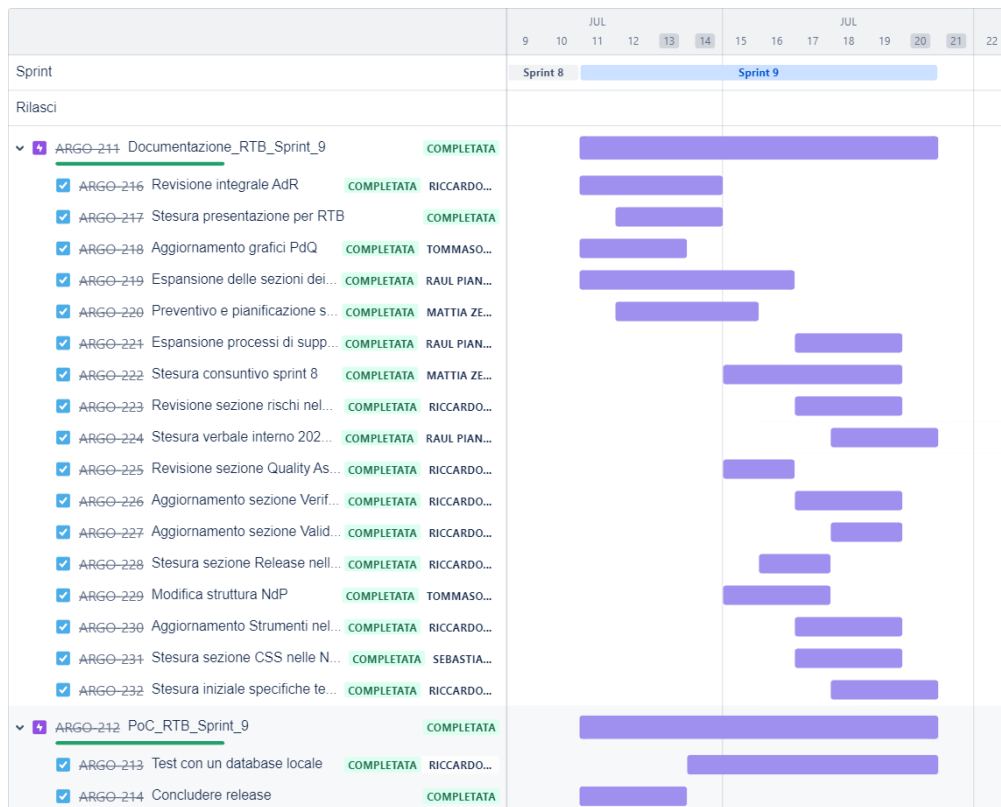 JUL JUL
9 10 11 12 13 14 15 16 17 18 19 20 21 22
Sprint Sprint 8 Sprint 9
Rilasci
ARGO-211 Documentazione_RTB_Sprint_9 COMPLETATA
ARGO-216 Revisione integrale AdR COMPLETATA RICCARDO...
ARGO-217 Stesura presentazione per RTB COMPLETATA
ARGO-218 Aggiornamento grafici PdQ COMPLETATA TOMMASO...
ARGO-219 Espansione delle sezioni dei... COMPLETATA RAUL PIAN...
ARGO-220 Preventivo e pianificazione s... COMPLETATA MATTIA ZE...
ARGO-221 Espansione processi di supp... COMPLETATA RAUL PIAN...
ARGO-222 Stesura consuntivo sprint 8 COMPLETATA MATTIA ZE...
ARGO-223 Revisione sezione rischi nel... COMPLETATA RICCARDO...
ARGO-224 Stesura verbale interno 202... COMPLETATA RAUL PIAN...
ARGO-225 Revisione sezione Quality As... COMPLETATA RICCARDO...
ARGO-226 Aggiornamento sezione Verif... COMPLETATA RICCARDO...
ARGO-227 Aggiornamento sezione Valid... COMPLETATA RICCARDO...
ARGO-228 Stesura sezione Release nell... COMPLETATA RICCARDO...
ARGO-229 Modifica struttura NdP COMPLETATA TOMMASO...
ARGO-230 Aggiornamento Strumenti nel... COMPLETATA RICCARDO...
ARGO-231 Stesura sezione CSS nelle N... COMPLETATA SEBASTIA...
ARGO-232 Stesura iniziale specifiche te... COMPLETATA RICCARDO...
ARGO-212 PoC_RTB_Sprint_9 COMPLETATA
ARGO-213 Test con un database locale COMPLETATA RICCARDO...
ARGO-214 Concludere release COMPLETATA